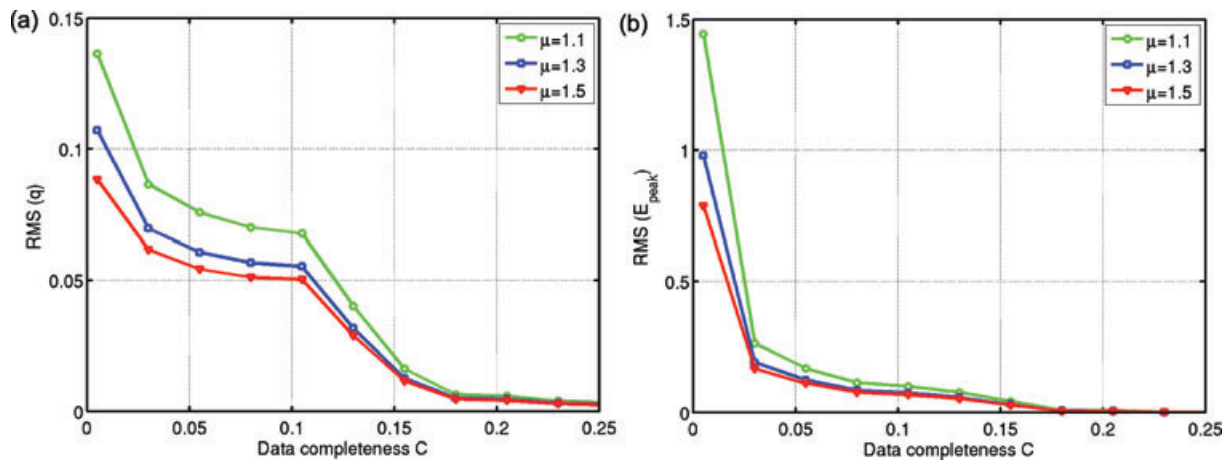 (a)
0.15
0.1
0.05
0
RMS (q)
μ=1.1
μ=1.3
μ=1.5
0 0.05 0.1 0.15 0.2 0.25
Data completeness C
(b)
1.5
1
0.5
0
RMS (E_peak)
μ=1.1
μ=1.3
μ=1.5
0 0.05 0.1 0.15 0.2 0.25
Data completeness C